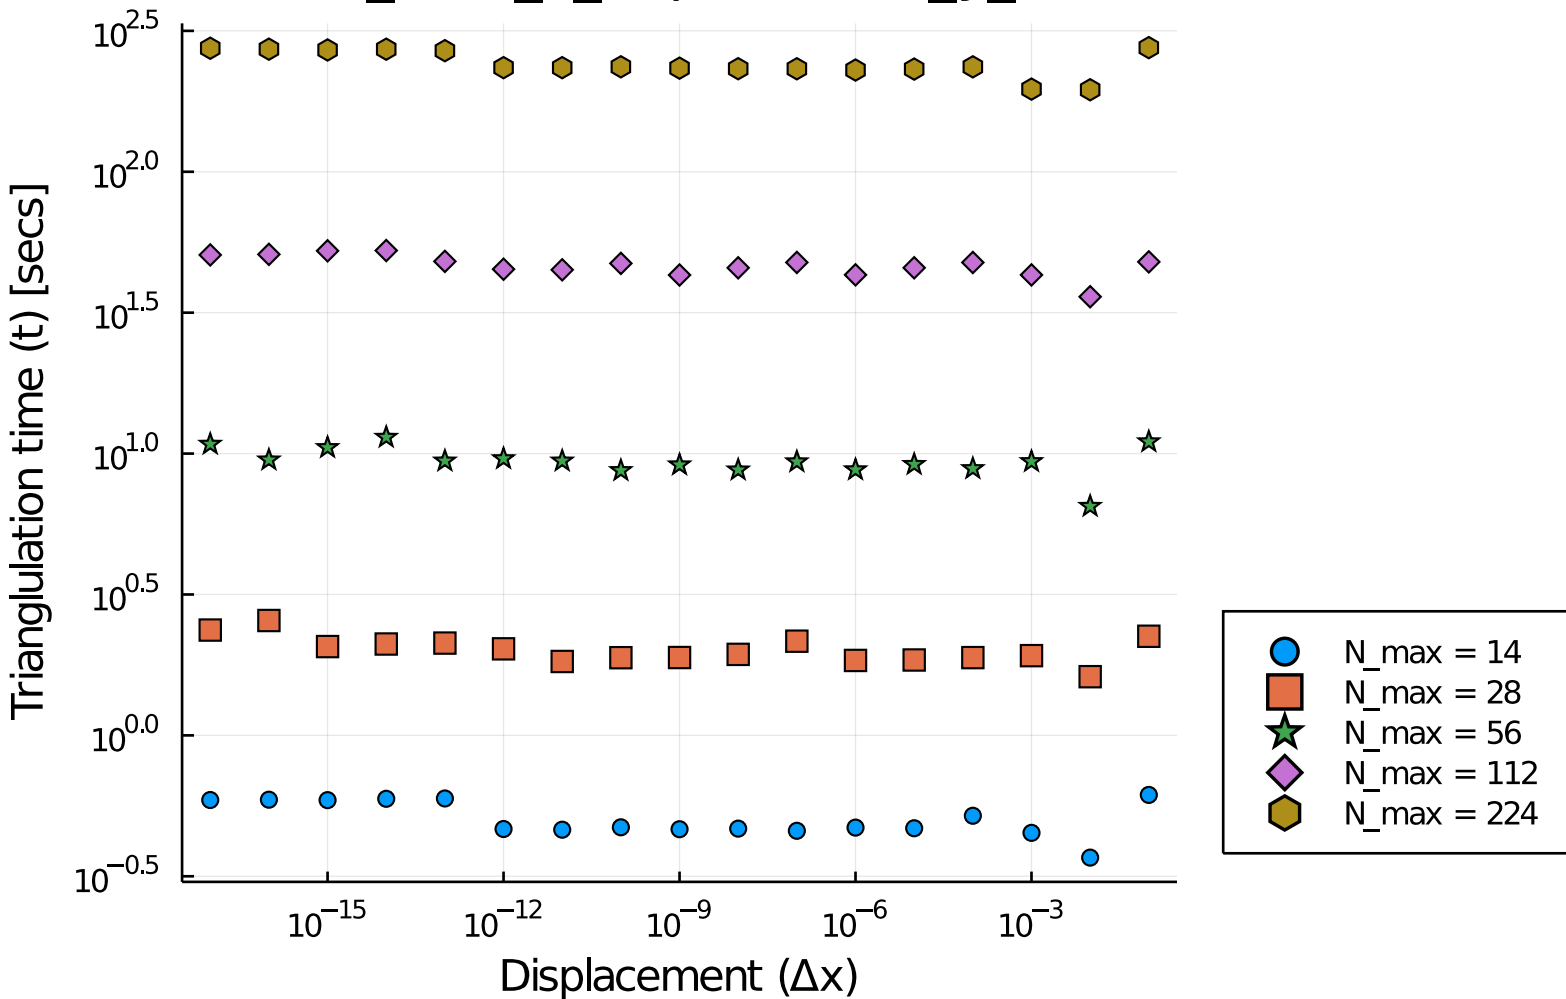 10^2.5
10^2.0
10^1.5
10^1.0
10^0.5
10^0.0
10^−0.5
Trianglulation time (t) [secs]
10^−15
10^−12
10^−9
10^−6
10^−3
Displacement (Δx)
N_max = 14
N_max = 28
N_max = 56
N_max = 112
N_max = 224